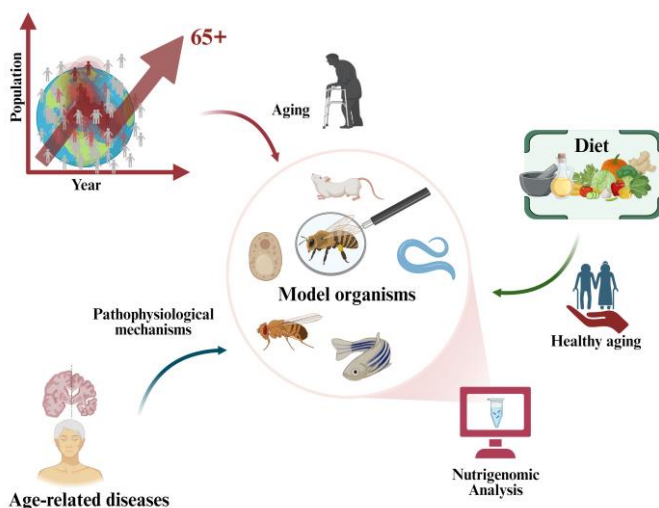 65+
Population
Year
Aging
Diet
Model organisms
Healthy aging
Pathophysiological
mechanisms
Age-related diseases
Nutrigenomic
Analysis